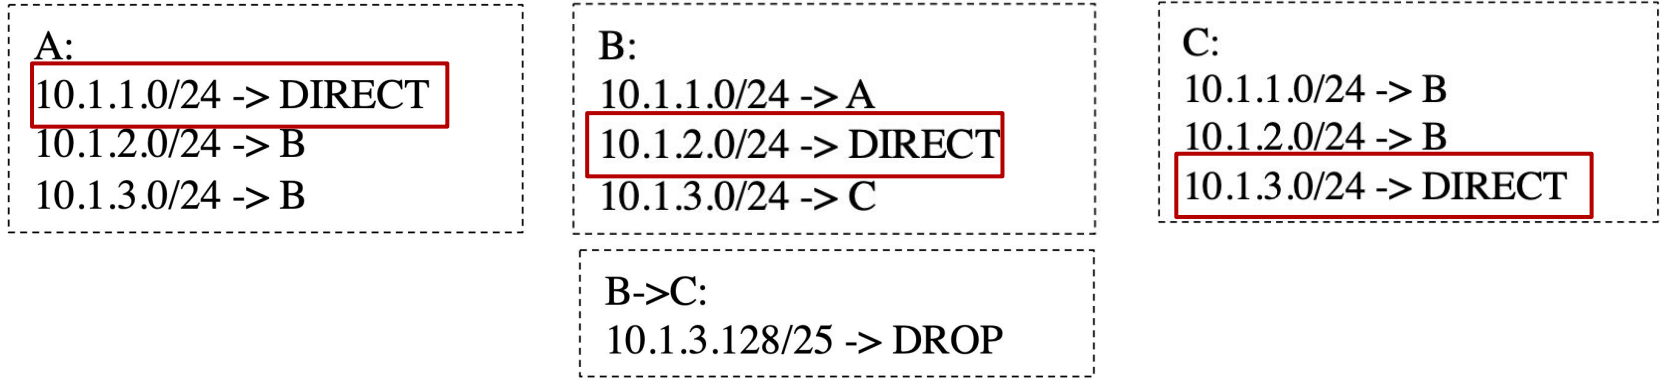 A:
10.1.1.0/24 -> DIRECT
10.1.2.0/24 -> B
10.1.3.0/24 -> B
B:
10.1.1.0/24 -> A
10.1.2.0/24 -> DIRECT
10.1.3.0/24 -> C
B->C:
10.1.3.128/25 -> DROP
C:
10.1.1.0/24 -> B
10.1.2.0/24 -> B
10.1.3.0/24 -> DIRECT